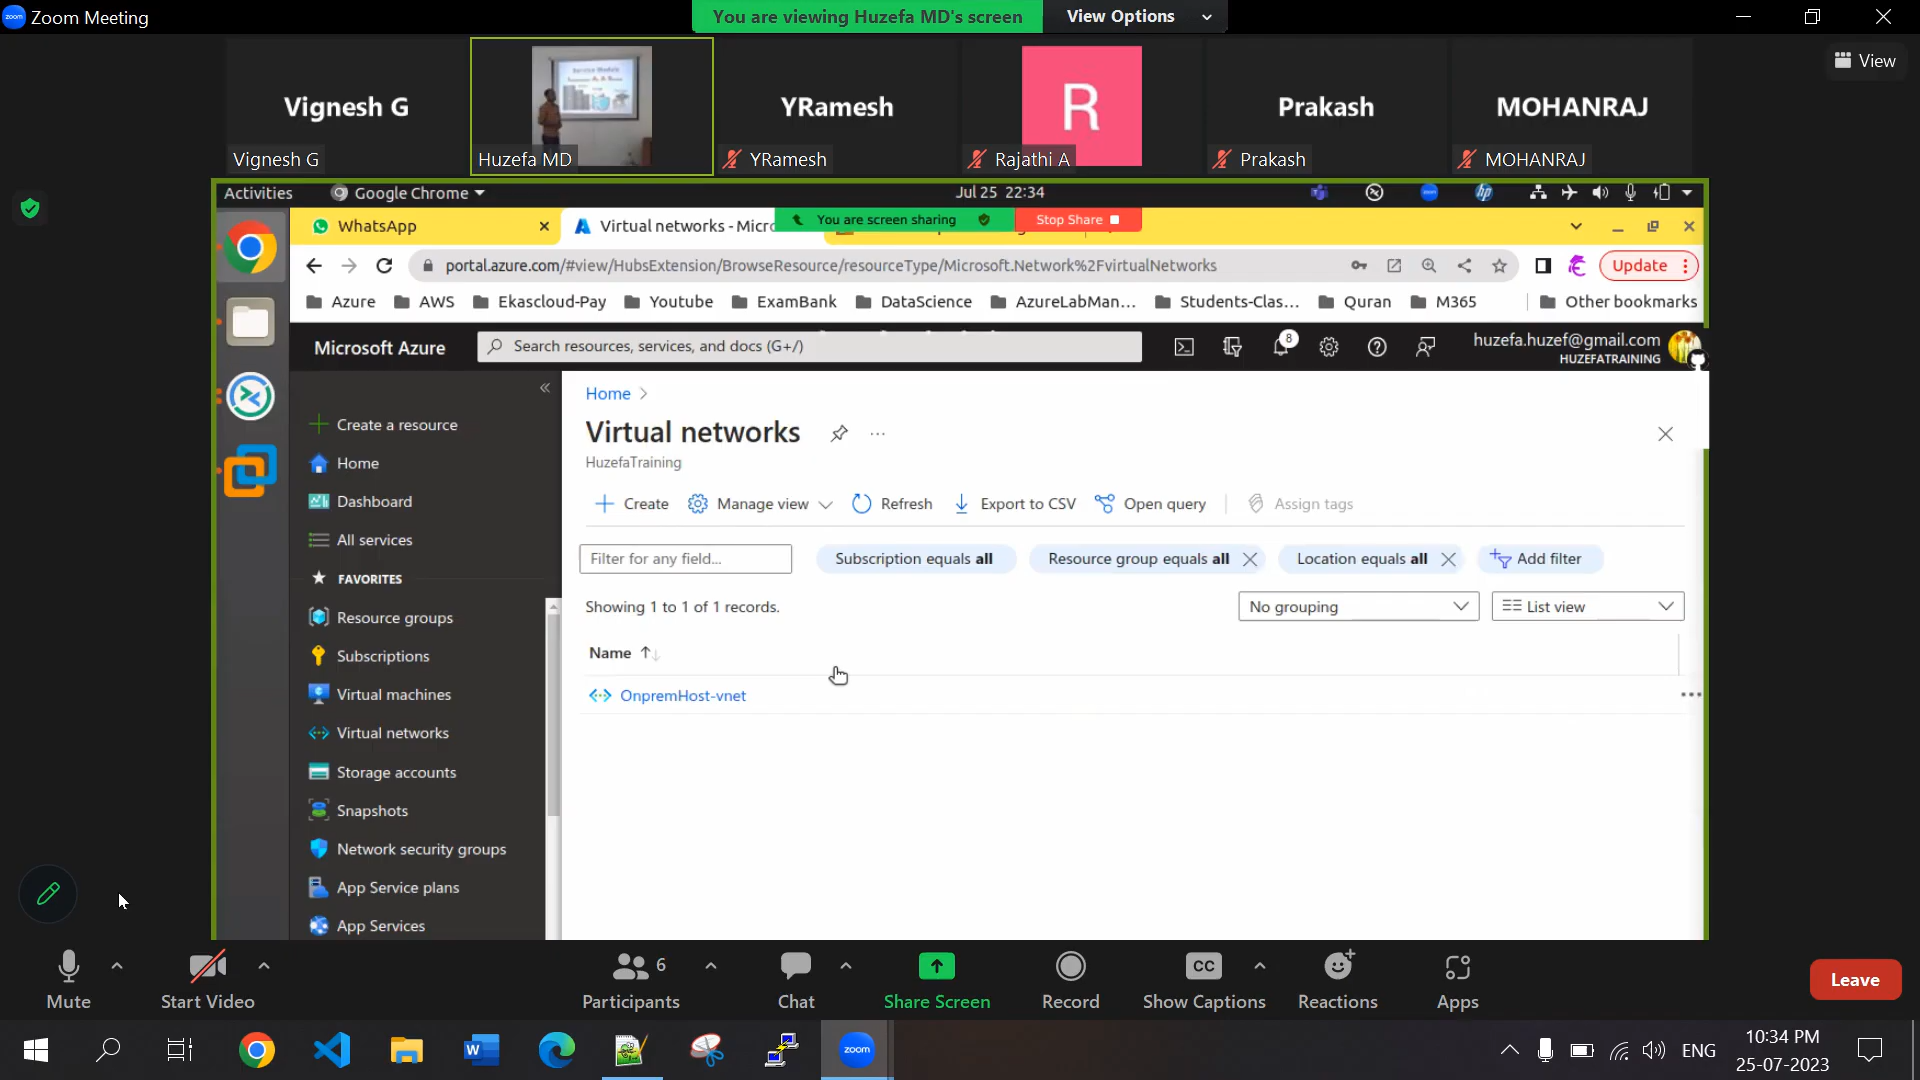 Zoom Meeting
You are viewing Huzefa MD's screen
View Options
View
Vignesh G
YRamesh
Prakash
MOHANRAJ
R
Vignesh G
Huzefa MD
YRamesh
Rajathi A
Prakash
MOHANRAJ
Activities
Google Chrome
Jul 25 22:34
WhatsApp
Virtual networks - Micro
You are screen sharing
Stop Share
portal.azure.com/#view/HubsExtension/BrowseResource/resourceType/Microsoft.Network%2FvirtualNetworks
Update
Azure
AWS
Ekascloud-Pay
Youtube
ExamBank
DataScience
AzureLabMan...
Students-Clas...
Quran
M365
Other bookmarks
Microsoft Azure
Search resources, services, and docs (G+/)
8
huzefa.huzef@gmail.com
HUZEFATRAINING
Create a resource
Home
Dashboard
All services
FAVORITES
Resource groups
Subscriptions
Virtual machines
Virtual networks
Storage accounts
Snapshots
Network security groups
App Service plans
App Services
Home >
Virtual networks
HuzefaTraining
Create
Manage view
Refresh
Export to CSV
Open query
Assign tags
Filter for any field...
Subscription equals all
Resource group equals all
Location equals all
Add filter
Showing 1 to 1 of 1 records.
No grouping
List view
Name
OnpremHost-vnet
Mute
Start Video
6
Participants
Chat
Share Screen
Record
CC
Show Captions
Reactions
Apps
Leave
zoom
ENG
10:34 PM
25-07-2023